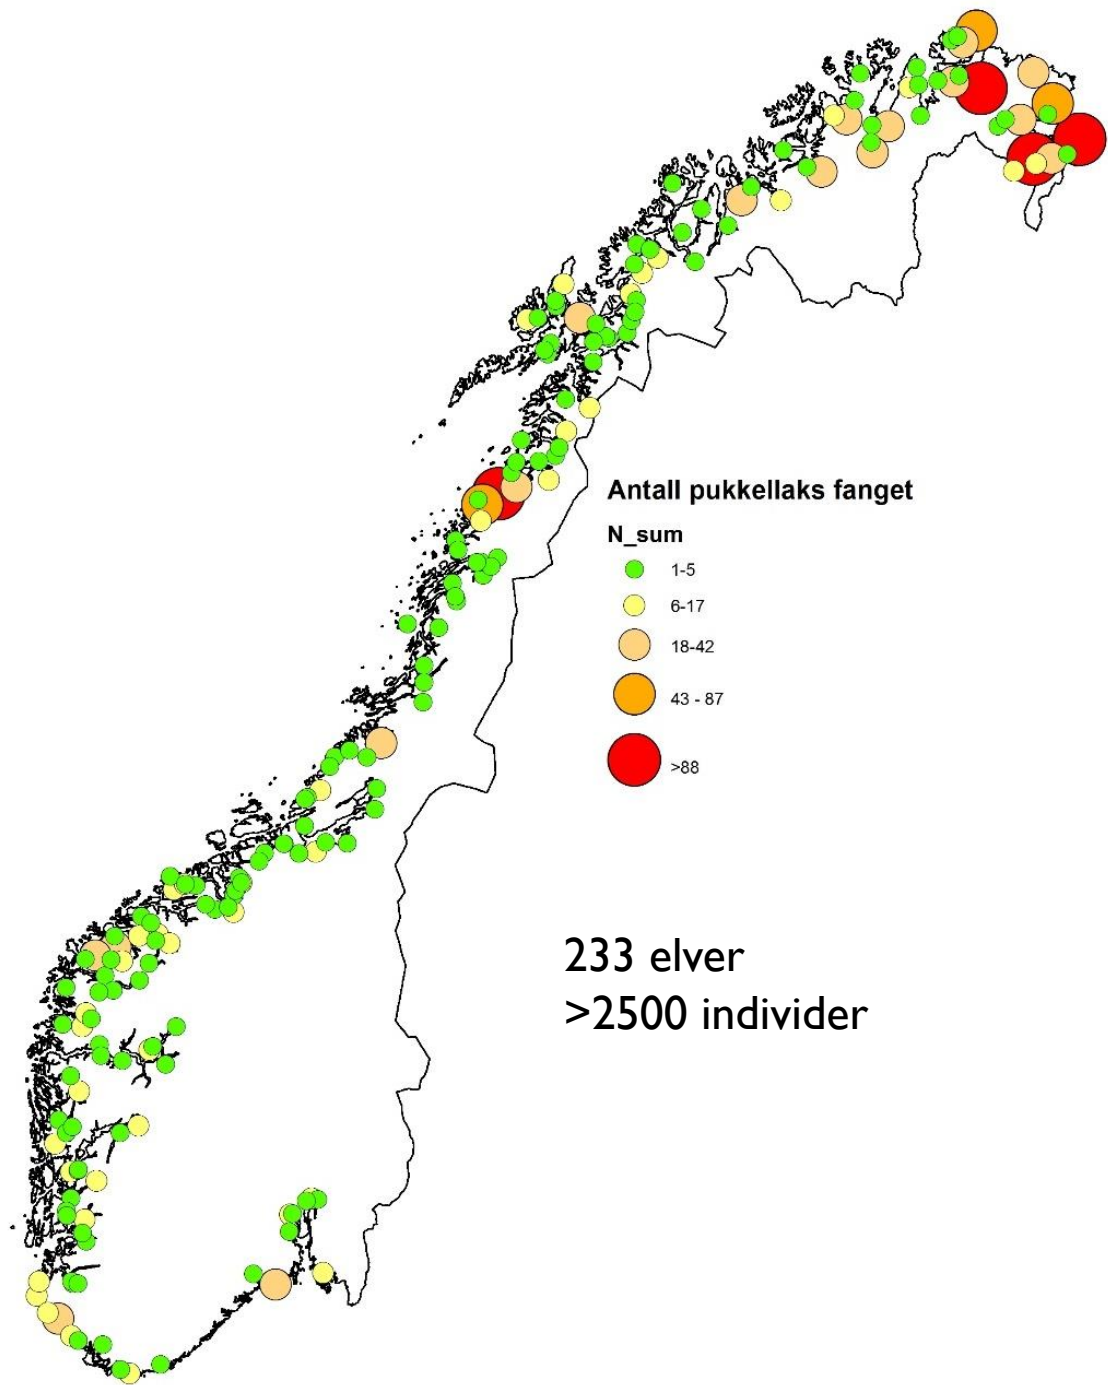 Antall pukkellaks fanget
N_sum
1-5
6-17
18-42
43 - 87
>88
233 elver
>2500 individer